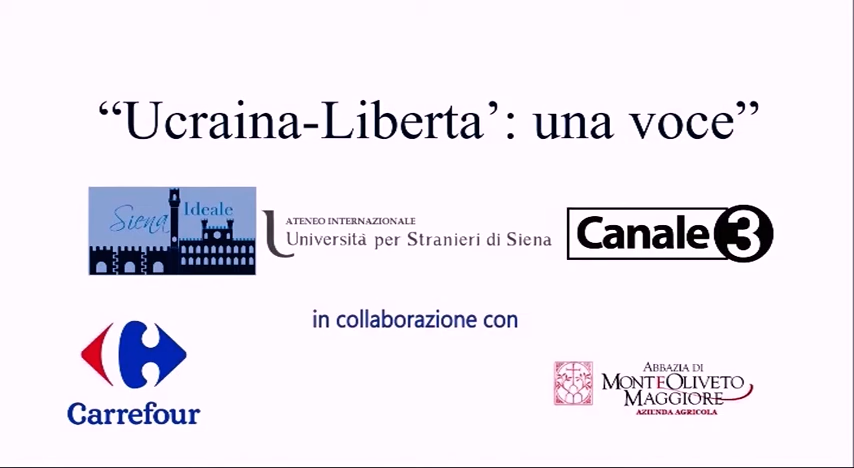 “Ucraina-Liberta’: una voce”
Siena Ideale
ATENEO INTERNAZIONALE
Università per Stranieri di Siena
Canale 3
in collaborazione con
Carrefour
ABBAZIA DI
MONTEOLIVETO
MAGGIORE
AZIENDA AGRICOLA